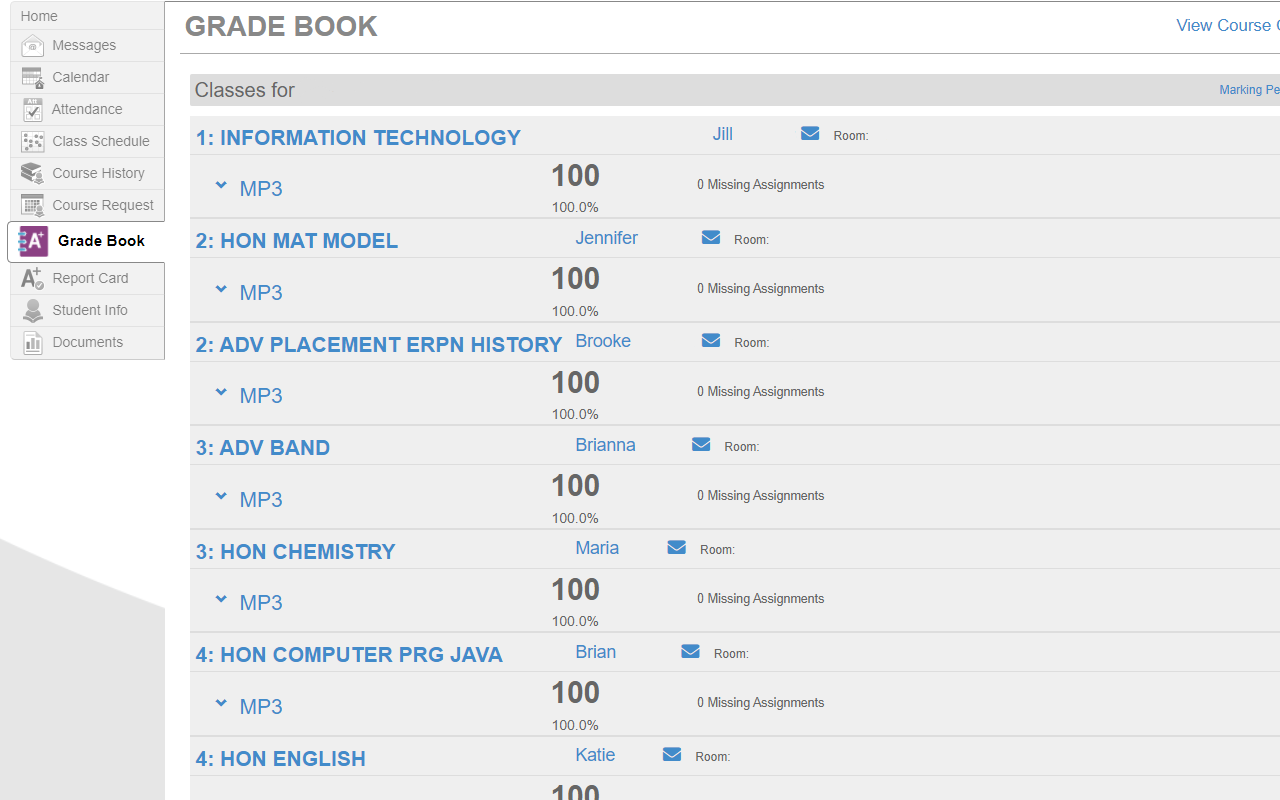 Home
Messages
Calendar
Attendance
Class Schedule
Course History
Course Request
Grade Book
Report Card
Student Info
Documents
GRADE BOOK
View Course
Classes for
Marking Pe
1: INFORMATION TECHNOLOGY Jill Room:
MP3 100 0 Missing Assignments
100.0%
2: HON MAT MODEL Jennifer Room:
MP3 100 0 Missing Assignments
100.0%
2: ADV PLACEMENT ERPN HISTORY Brooke Room:
MP3 100 0 Missing Assignments
100.0%
3: ADV BAND Brianna Room:
MP3 100 0 Missing Assignments
100.0%
3: HON CHEMISTRY Maria Room:
MP3 100 0 Missing Assignments
100.0%
4: HON COMPUTER PRG JAVA Brian Room:
MP3 100 0 Missing Assignments
100.0%
4: HON ENGLISH Katie Room:
100